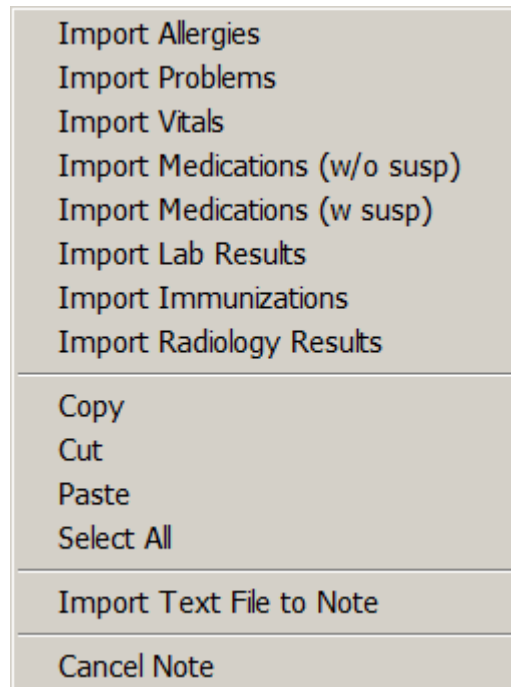 Import Allergies
Import Problems
Import Vitals
Import Medications (w/o susp)
Import Medications (w susp)
Import Lab Results
Import Immunizations
Import Radiology Results
Copy
Cut
Paste
Select All
Import Text File to Note
Cancel Note